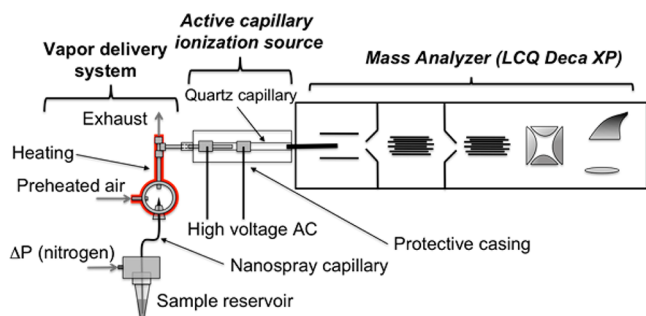 Active capillary
ionization source
Mass Analyzer (LCQ Deca XP)
Vapor delivery
system
Quartz capillary
Exhaust
Heating
Preheated air
High voltage AC
Protective casing
ΔP (nitrogen)
Nanospray capillary
Sample reservoir